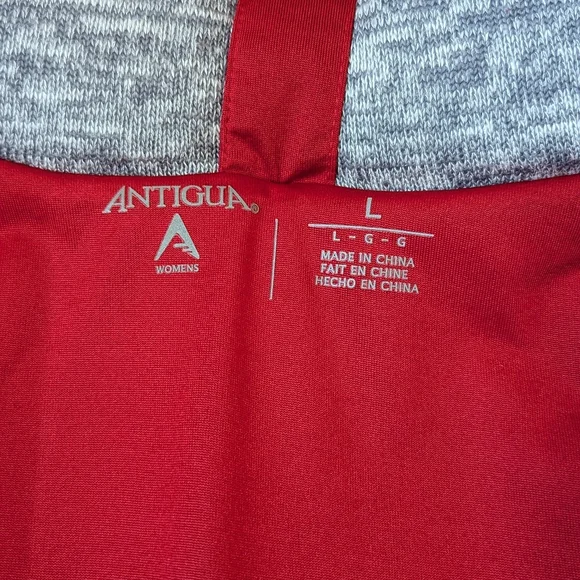 ANTIGUA®
WOMENS
L
L - G - G
MADE IN CHINA
FAIT EN CHINE
HECHO EN CHINA